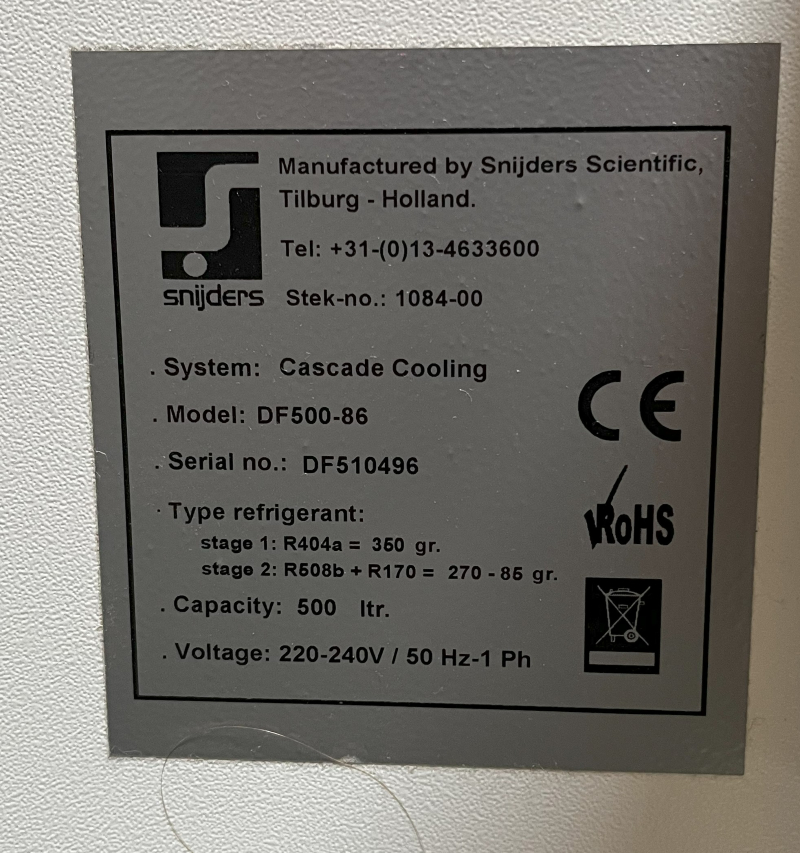 Manufactured by Snijders Scientific,
Tilburg - Holland.
Tel: +31-(0)13-4633600
snijders Stek-no.: 1084-00
. System: Cascade Cooling
. Model: DF500-86
. Serial no.: DF510496
. Type refrigerant:
stage 1: R404a = 350 gr.
stage 2: R508b + R170 = 270 - 85 gr.
. Capacity: 500 ltr.
. Voltage: 220-240V / 50 Hz-1 Ph
CE
RoHS